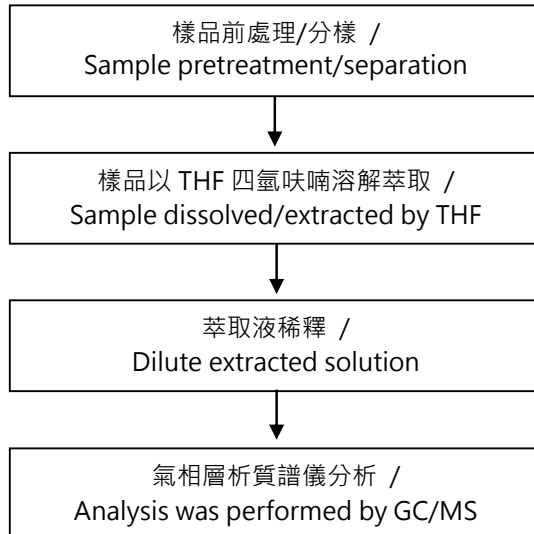 樣品前處理/分樣 /
Sample pretreatment/separation
樣品以 THF 四氫呋喃溶解萃取 /
Sample dissolved/extracted by THF
萃取液稀釋 /
Dilute extracted solution
氣相層析質譜儀分析 /
Analysis was performed by GC/MS